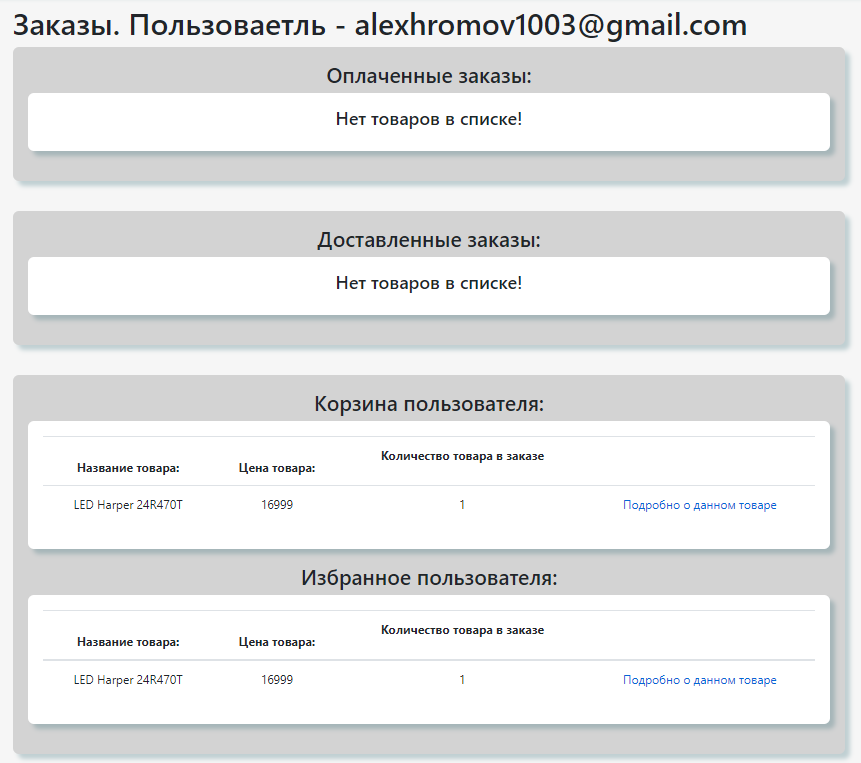 Заказы. Пользоваетль - alexhromov1003@gmail.com
Оплаченные заказы:
Нет товаров в списке!
Доставленные заказы:
Нет товаров в списке!
Корзина пользователя:
Название товара: Цена товара: Количество товара в заказе
LED Harper 24R470T 16999 1 Подробно о данном товаре
Избранное пользователя:
Название товара: Цена товара: Количество товара в заказе
LED Harper 24R470T 16999 1 Подробно о данном товаре